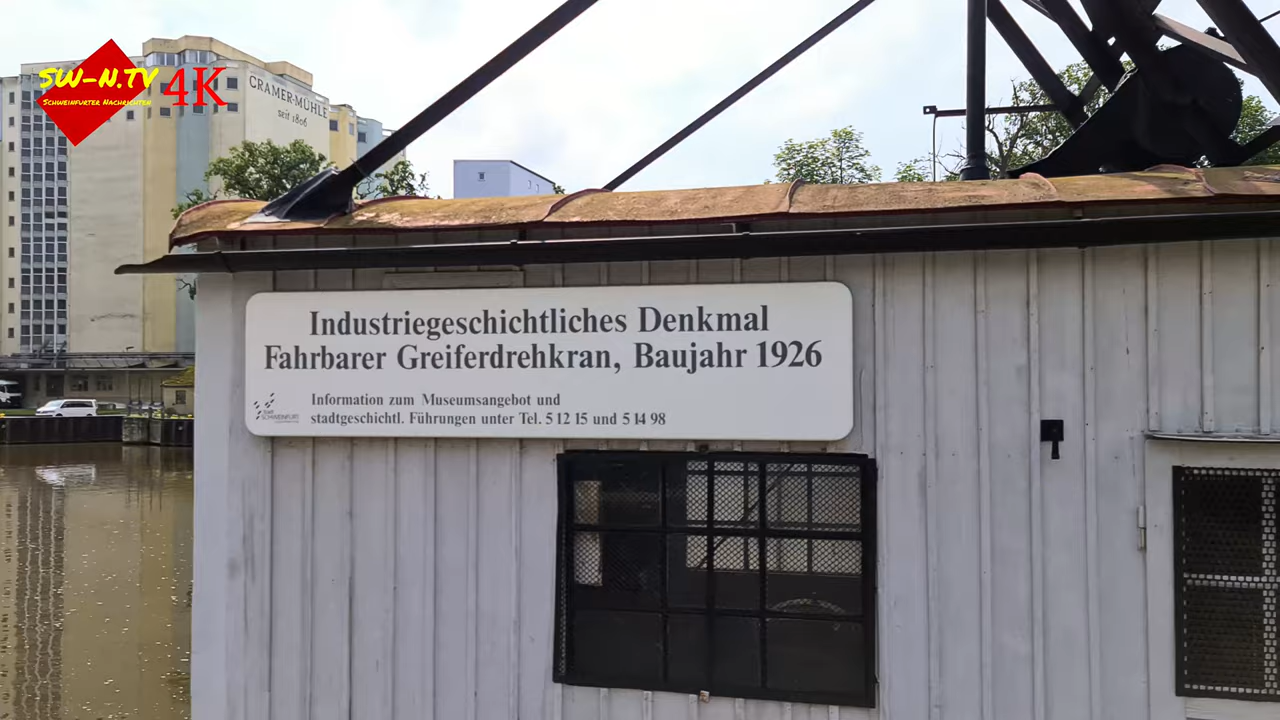 SW-N.TV 4K
Schweinfurter Nachrichten
CRAMER-MÜHLE
seit 1806
Industriegeschichtliches Denkmal
Fahrbarer Greiferdrehkran, Baujahr 1926
Information zum Museumsangebot und
stadtgeschichtl. Führungen unter Tel. 5 12 15 und 5 14 98
SCHWEINFURT